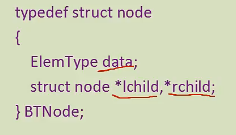 typedef struct node
{
ElemType data;
struct node *lchild,*rchild;
} BTNode;